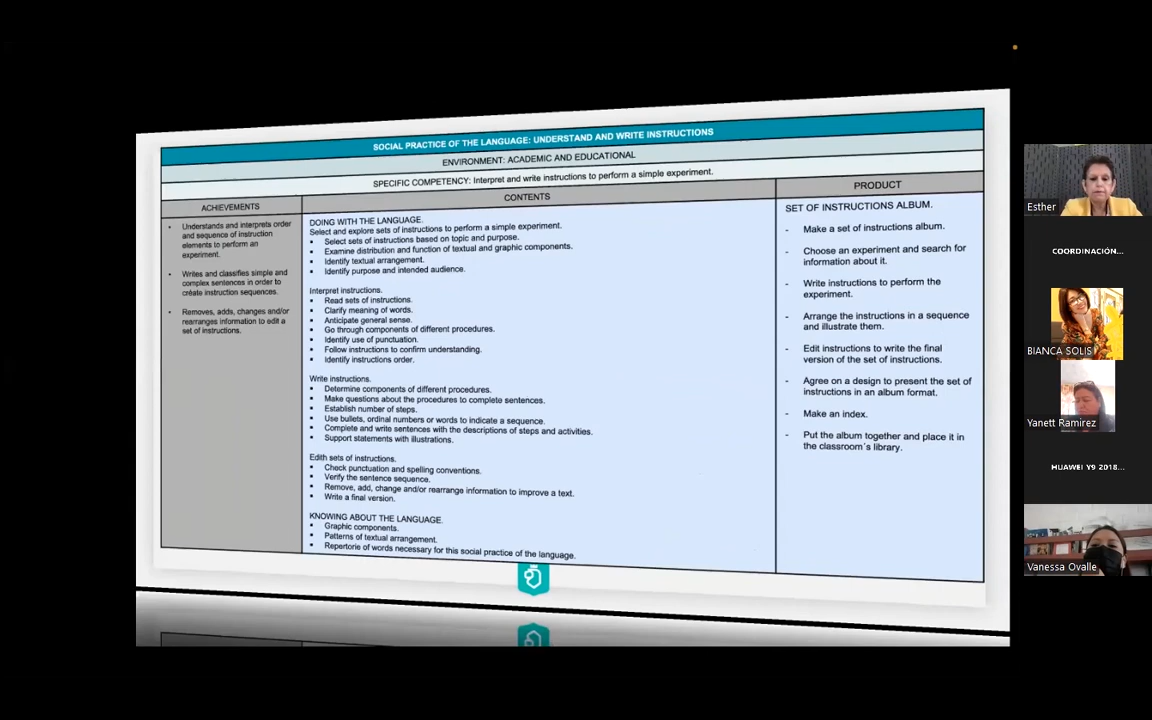 SOCIAL PRACTICE OF THE LANGUAGE: UNDERSTAND AND WRITE INSTRUCTIONS
ENVIRONMENT: ACADEMIC AND EDUCATIONAL
SPECIFIC COMPETENCY: Interpret and write instructions to perform a simple experiment.
ACHIEVEMENTS
• Understands and interprets order
and sequence of instruction
elements to perform an
experiment.
• Writes and classifies simple and
complex sentences in order to
create instruction sequences.
• Removes, adds, changes and/or
rearranges information to edit a
set of instructions.
CONTENTS
DOING WITH THE LANGUAGE.
Select and explore sets of instructions to perform a simple experiment.
• Select sets of instructions based on topic and purpose.
• Examine distribution and function of textual and graphic components.
• Identify textual arrangement.
• Identify purpose and intended audience.
Interpret instructions.
• Read sets of instructions.
• Clarify meaning of words.
• Anticipate general sense.
• Go through components of different procedures.
• Identify use of punctuation.
• Follow instructions to confirm understanding.
• Identify instructions order.
Write instructions.
• Determine components of different procedures.
• Make questions about the procedures to complete sentences.
• Establish number of steps.
• Use bullets, ordinal numbers or words to indicate a sequence.
• Complete and write sentences with the descriptions of steps and activities.
• Support statements with illustrations.
Edith sets of instructions.
• Check punctuation and spelling conventions.
• Verify the sentence sequence.
• Remove, add, change and/or rearrange information to improve a text.
• Write a final version.
KNOWING ABOUT THE LANGUAGE.
• Graphic components.
• Patterns of textual arrangement.
• Repertorie of words necessary for this social practice of the language.
PRODUCT
SET OF INSTRUCTIONS ALBUM.
- Make a set of instructions album.
- Choose an experiment and search for
information about it.
- Write instructions to perform the
experiment.
- Arrange the instructions in a sequence
and illustrate them.
- Edit instructions to write the final
version of the set of instructions.
- Agree on a design to present the set of
instructions in an album format.
- Make an index.
- Put the album together and place it in
the classroom´s library.
Esther
COORDINACIÓN...
BIANCA SOLIS
Yanett Ramirez
HUAWEI Y9 2018...
Vanessa Ovalle